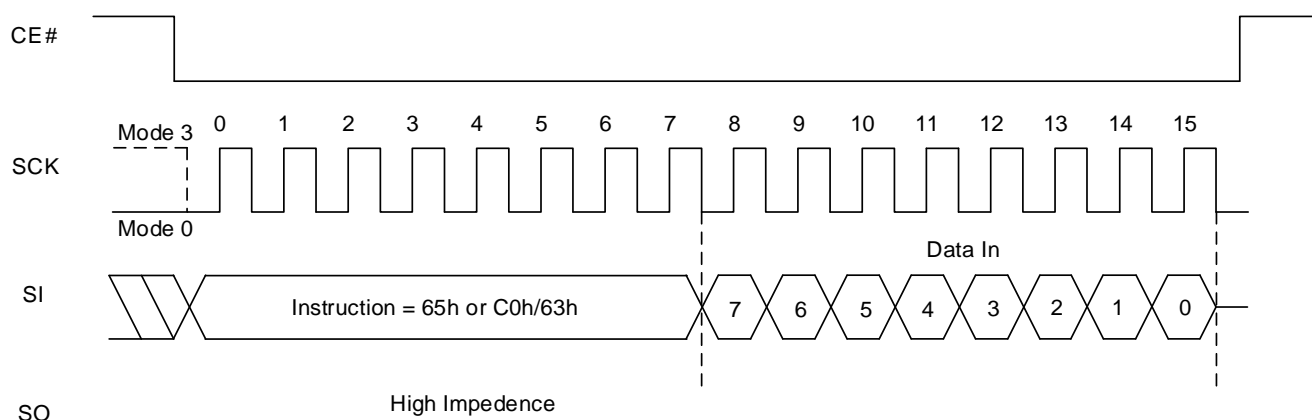 CE#
0 1 2 3 4 5 6 7 8 9 10 11 12 13 14 15
Mode 3
SCK
Mode 0
Data In
SI
Instruction = 65h or C0h/63h
7 6 5 4 3 2 1 0
High Impedence
SO